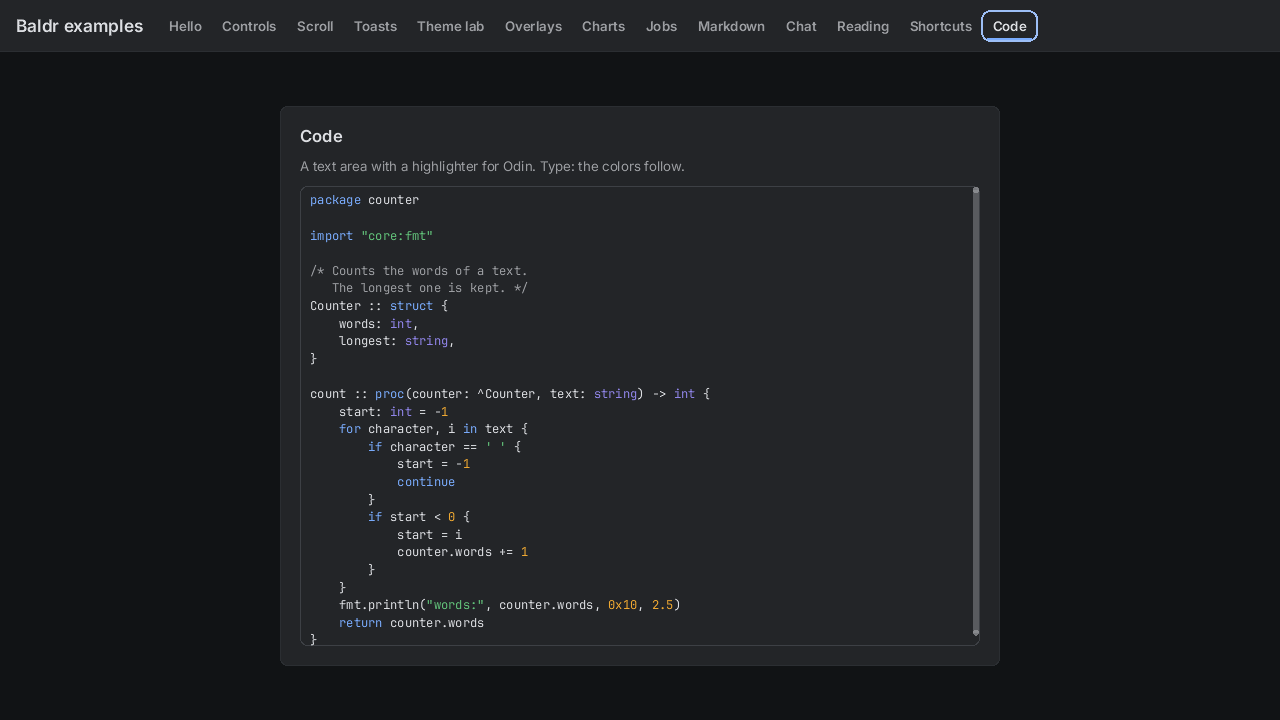 Baldr examples Hello Controls Scroll Toasts Theme lab Overlays Charts Jobs Markdown Chat Reading Shortcuts Code
Code
A text area with a highlighter for Odin. Type: the colors follow.
package counter

import "core:fmt"

/* Counts the words of a text.
   The longest one is kept. */
Counter :: struct {
    words: int,
    longest: string,
}

count :: proc(counter: ^Counter, text: string) -> int {
    start: int = -1
    for character, i in text {
        if character == ' ' {
            start = -1
            continue
        }
        if start < 0 {
            start = i
            counter.words += 1
        }
    }
    fmt.println("words:", counter.words, 0x10, 2.5)
    return counter.words
}